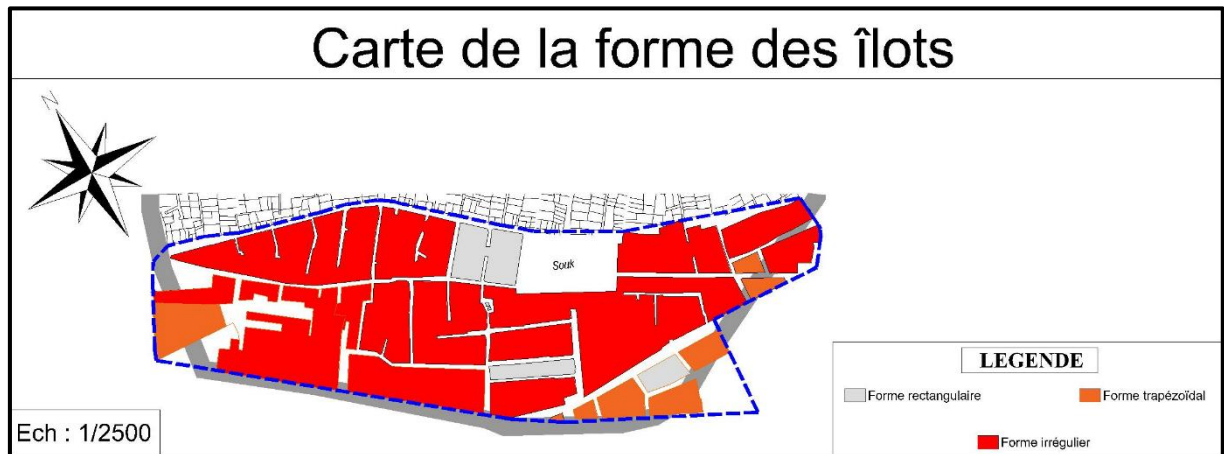 Carte de la forme des îlots
N
Souk
LEGENDE
Forme rectangulaire
Forme trapézoïdal
Forme irrégulier
Ech : 1/2500